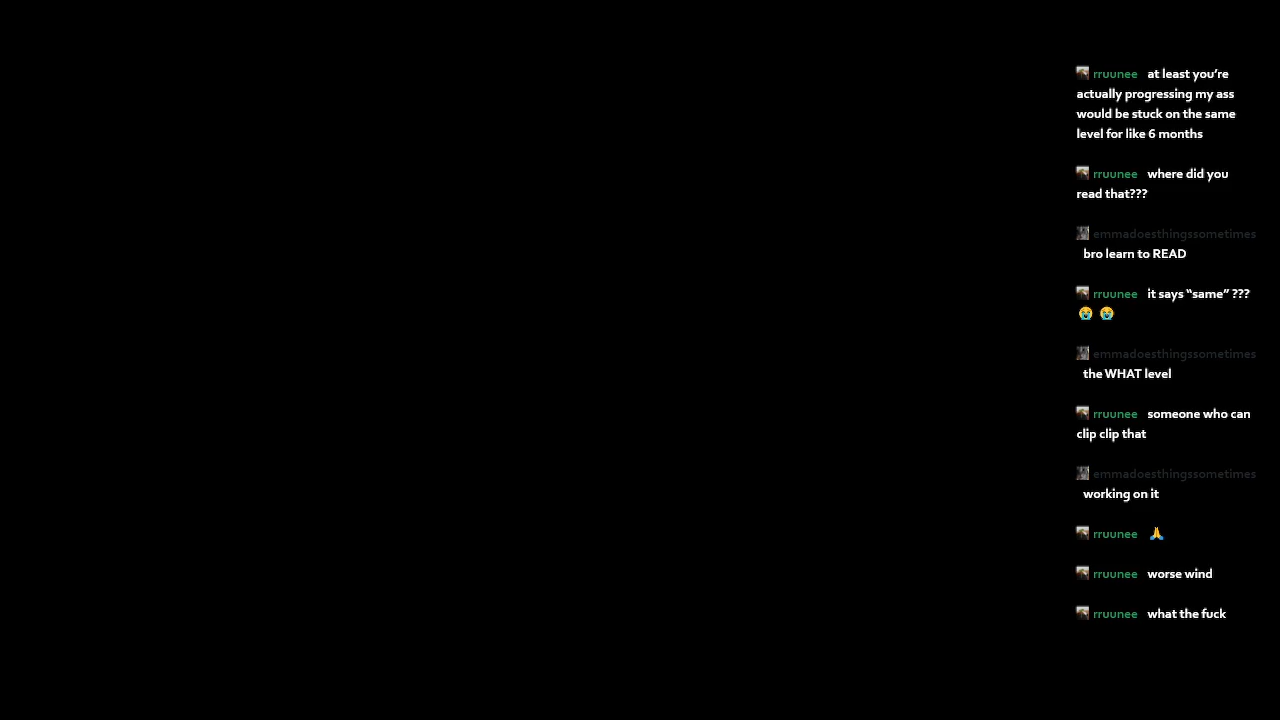 rruunee at least you’re
actually progressing my ass
would be stuck on the same
level for like 6 months
rruunee where did you
read that???
emmadoesthingssometimes
bro learn to READ
rruunee it says “same” ???
😭 😭
emmadoesthingssometimes
the WHAT level
rruunee someone who can
clip clip that
emmadoesthingssometimes
working on it
rruunee 🙏
rruunee worse wind
rruunee what the fuck